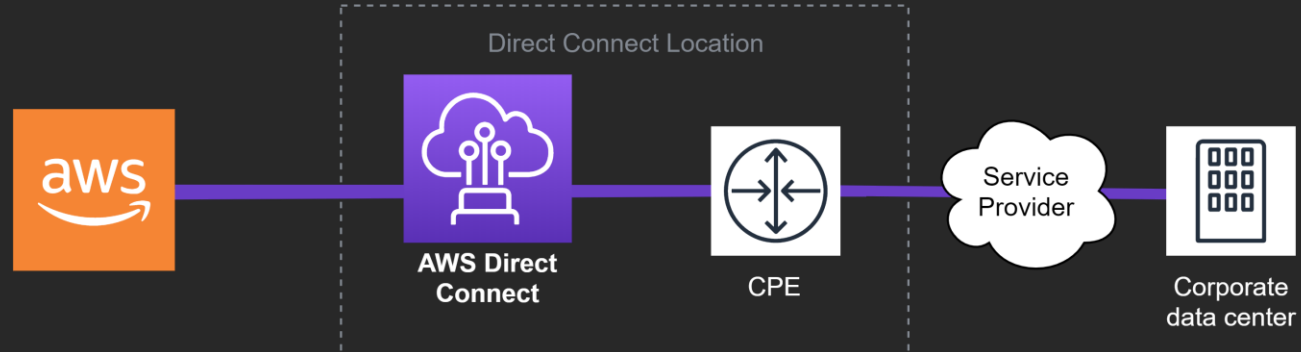 Direct Connect Location
aws
AWS Direct
Connect
CPE
Service
Provider
Corporate
data center